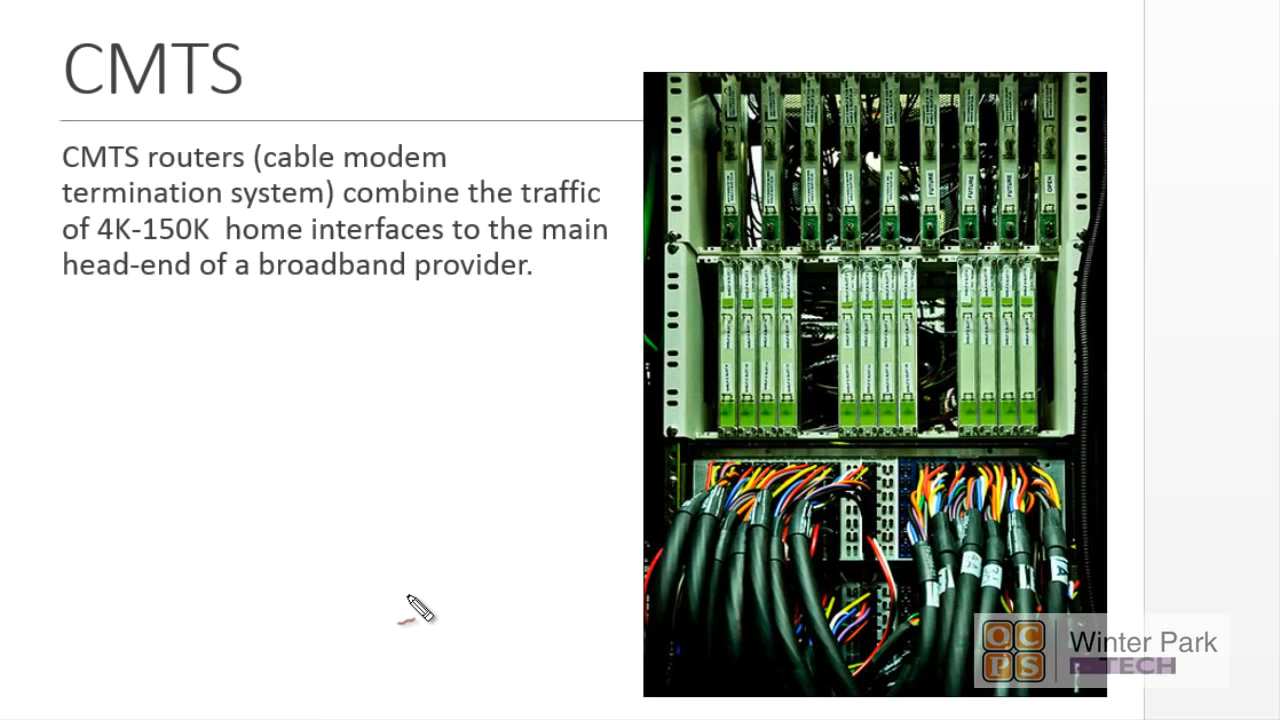 CMTS
CMTS routers (cable modem
termination system) combine the traffic
of 4K-150K  home interfaces to the main
head-end of a broadband provider.
FUTURE
FUTURE
FUTURE
OPEN
OC
PS
Winter Park
TECH